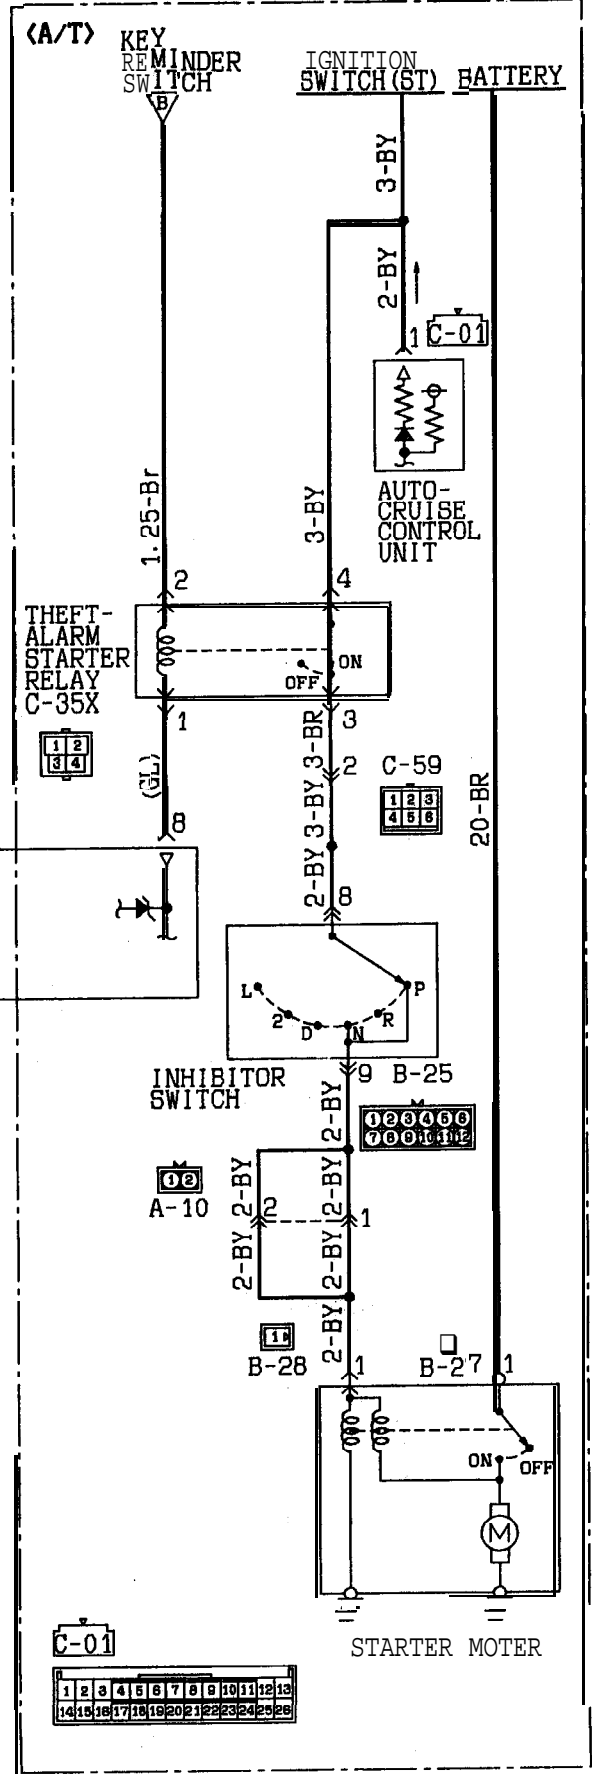 <A/T>
KEY
REMINDER
SWITCH
IGNITION
SWITCH(ST)
BATTERY
B
3-BY
2-BY
1
C-01
AUTO-
CRUISE
CONTROL
UNIT
1.25-Br
3-BY
2
4
THEFT-
ALARM
STARTER
RELAY
C-35X
ON
OFF
1
3
1 2
3 4
(GL)
3-BR
2
C-59
1 2 3
4 5 6
20-BR
3-BY
8
2-BY
8
L
P
2
R
D
N
INHIBITOR
SWITCH
9
B-25
1 2 3 4 5 6
7 8 9 10 11 12
2-BY
1 2
A-10
2-BY
2-BY
2
1
2-BY
2-BY
1
B-28
2-BY
1
B-27
1
ON
OFF
M
STARTER MOTER
C-01
1 2 3 4 5 6 7 8 9 10 11 12 13
14 15 16 17 18 19 20 21 22 23 24 25 26